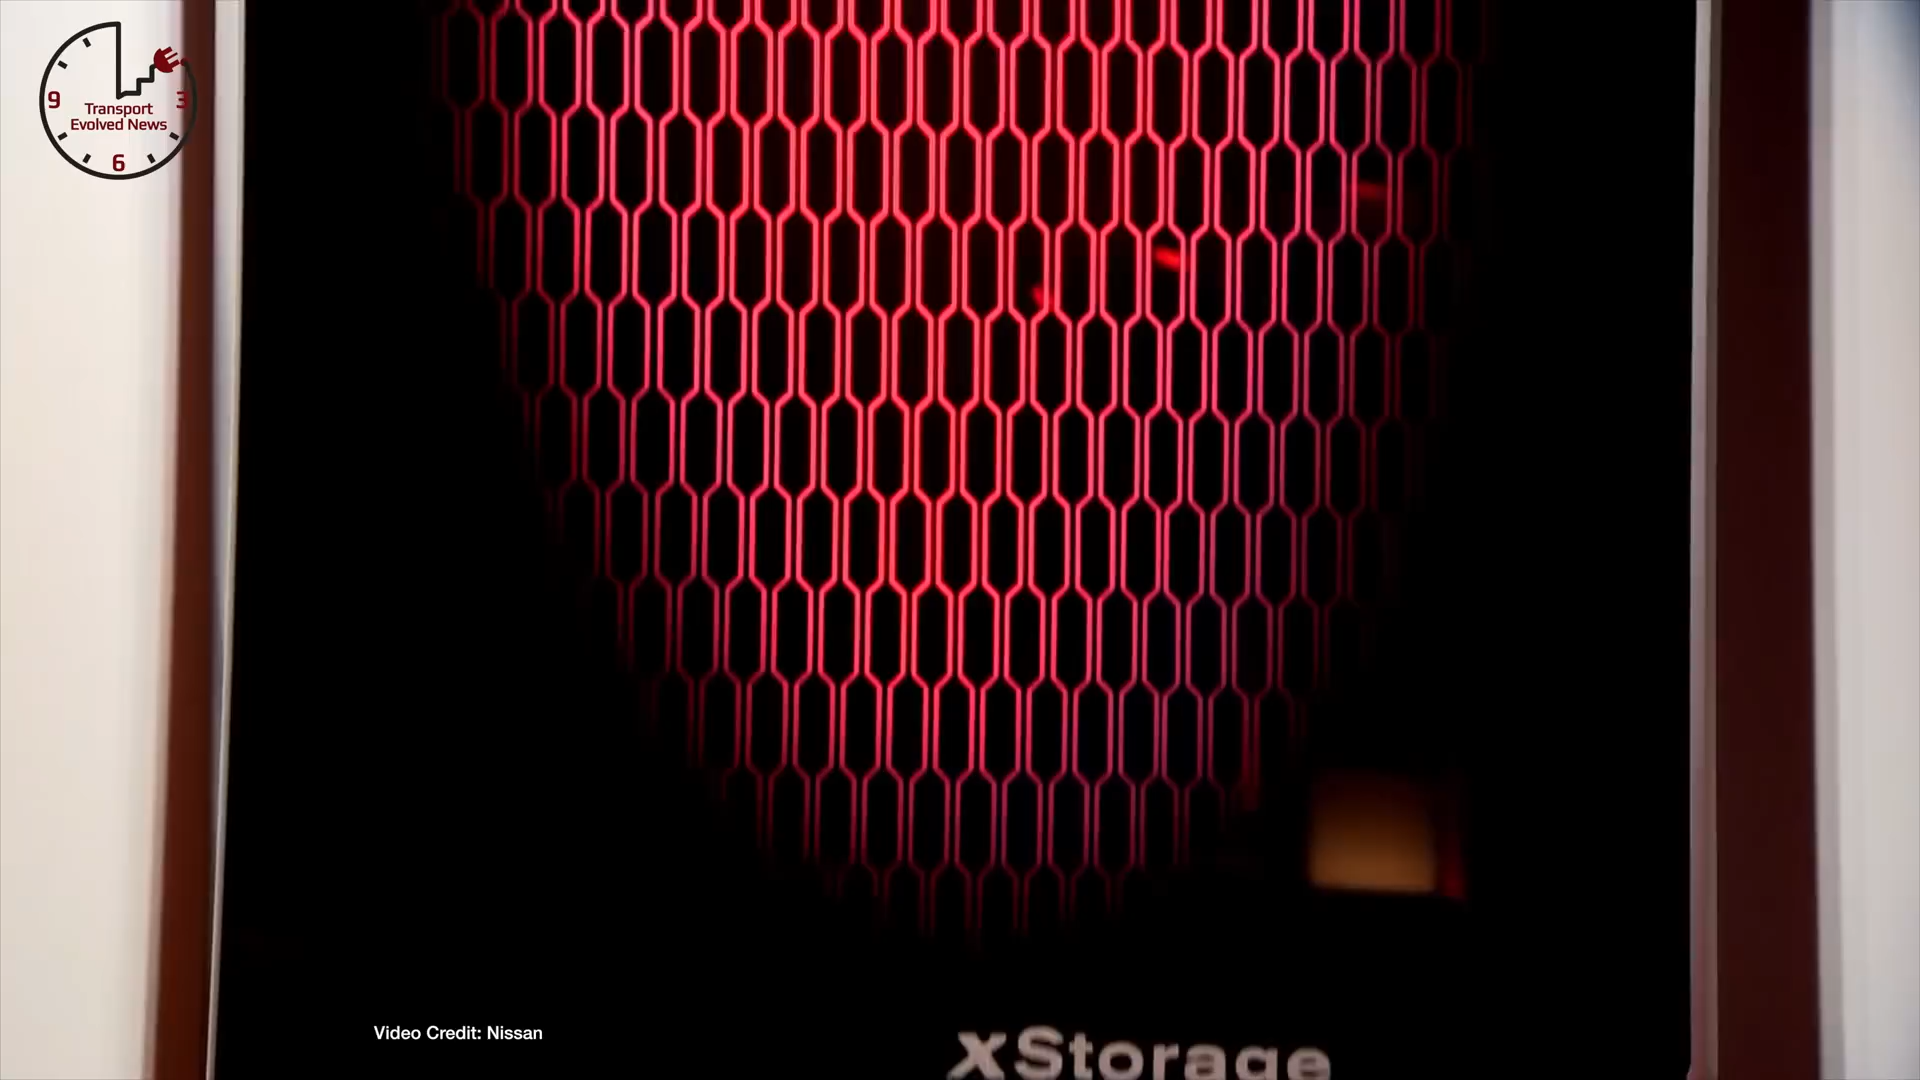 9
3
Transport
Evolved News
6
Video Credit: Nissan
xStorage